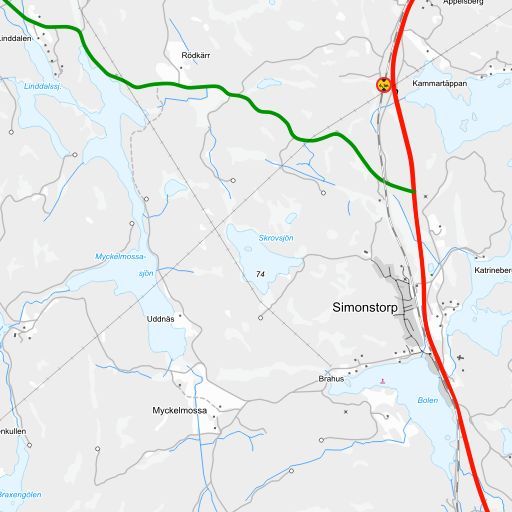 Äppelsberg
Linddalen
Rödkärr
Linddalssj.
Kammartäppan
Skrovsjön
Myckelmossa-
sjön
74
Katrineberg
Simonstorp
Uddnäs
Brahus
Bolen
Myckelmossa
nkullen
Braxengölen